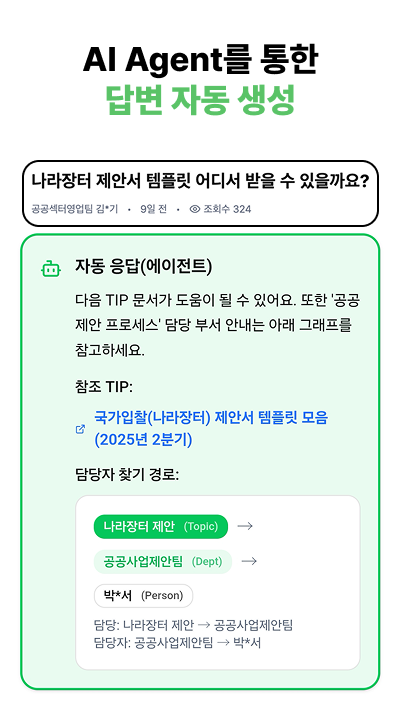 AI Agent를 통한
답변 자동 생성
나라장터 제안서 템플릿 어디서 받을 수 있을까요?
공공섹터영업팀 김*기 • 9일 전 • 조회수 324
자동 응답(에이전트)
다음 TIP 문서가 도움이 될 수 있어요. 또한 '공공
제안 프로세스' 담당 부서 안내는 아래 그래프를
참고하세요.
참조 TIP:
국가입찰(나라장터) 제안서 템플릿 모음
(2025년 2분기)
담당자 찾기 경로:
나라장터 제안 (Topic) →
공공사업제안팀 (Dept) →
박*서 (Person)
담당: 나라장터 제안 → 공공사업제안팀
담당자: 공공사업제안팀 → 박*서